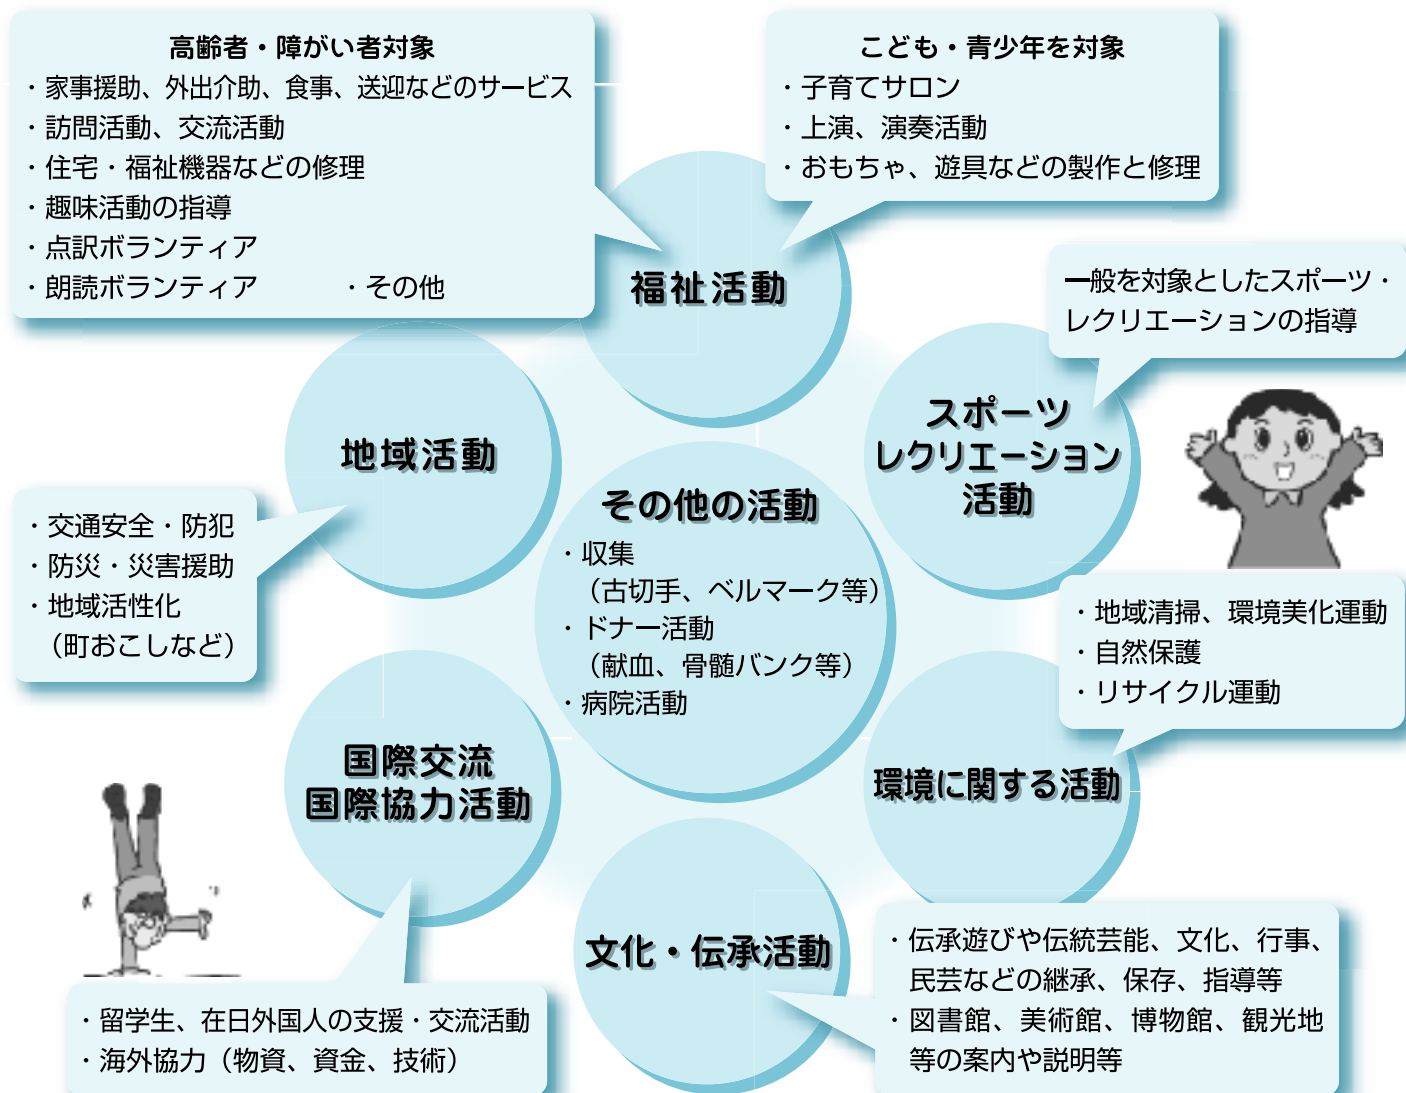 高齢者・障がい者対象
・家事援助、外出介助、食事、送迎などのサービス
・訪問活動、交流活動
・住宅・福祉機器などの修理
・趣味活動の指導
・点訳ボランティア
・朗読ボランティア　　　・その他
こども・青少年を対象
・子育てサロン
・上演、演奏活動
・おもちゃ、遊具などの製作と修理
福祉活動
一般を対象としたスポーツ・
レクリエーションの指導
スポーツ
レクリエーション
活動
地域活動
・交通安全・防犯
・防災・災害援助
・地域活性化
（町おこしなど）
その他の活動
・収集
（古切手、ベルマーク等）
・ドナー活動
（献血、骨髄バンク等）
・病院活動
・地域清掃、環境美化運動
・自然保護
・リサイクル運動
環境に関する活動
国際交流
国際協力活動
・留学生、在日外国人の支援・交流活動
・海外協力（物資、資金、技術）
文化・伝承活動
・伝承遊びや伝統芸能、文化、行事、
民芸などの継承、保存、指導等
・図書館、美術館、博物館、観光地
等の案内や説明等